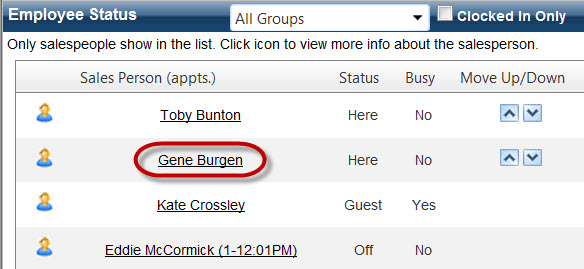 Employee Status All Groups Clocked In Only
Only salespeople show in the list. Click icon to view more info about the salesperson.
Sales Person (appts.) Status Busy Move Up/Down
Toby Bunton Here No
Gene Burgen Here No
Kate Crossley Guest Yes
Eddie McCormick (1-12:01PM) Off No